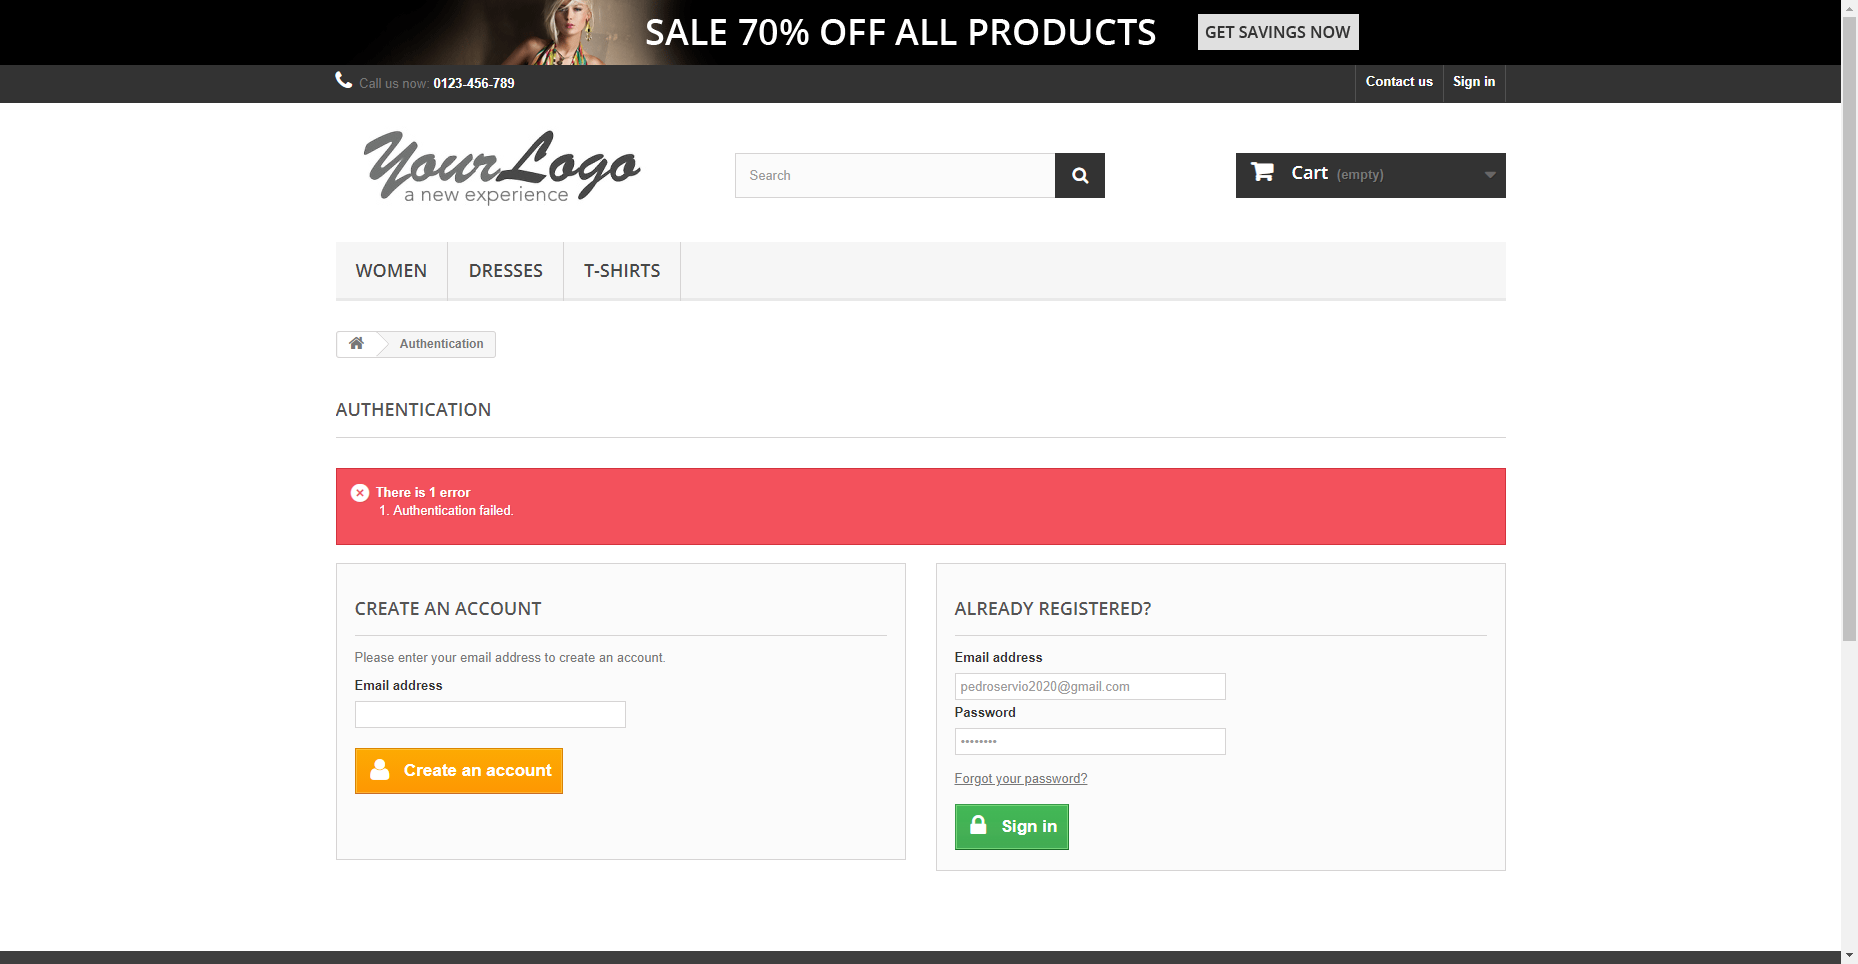 SALE 70% OFF ALL PRODUCTS GET SAVINGS NOW
Call us now: 0123-456-789 Contact us Sign in
YourLogo
a new experience
Search
Cart (empty)
WOMEN DRESSES T-SHIRTS
Authentication
AUTHENTICATION
There is 1 error
1. Authentication failed.
CREATE AN ACCOUNT
Please enter your email address to create an account.
Email address
Create an account
ALREADY REGISTERED?
Email address
pedroservio2020@gmail.com
Password
••••••••
Forgot your password?
Sign in